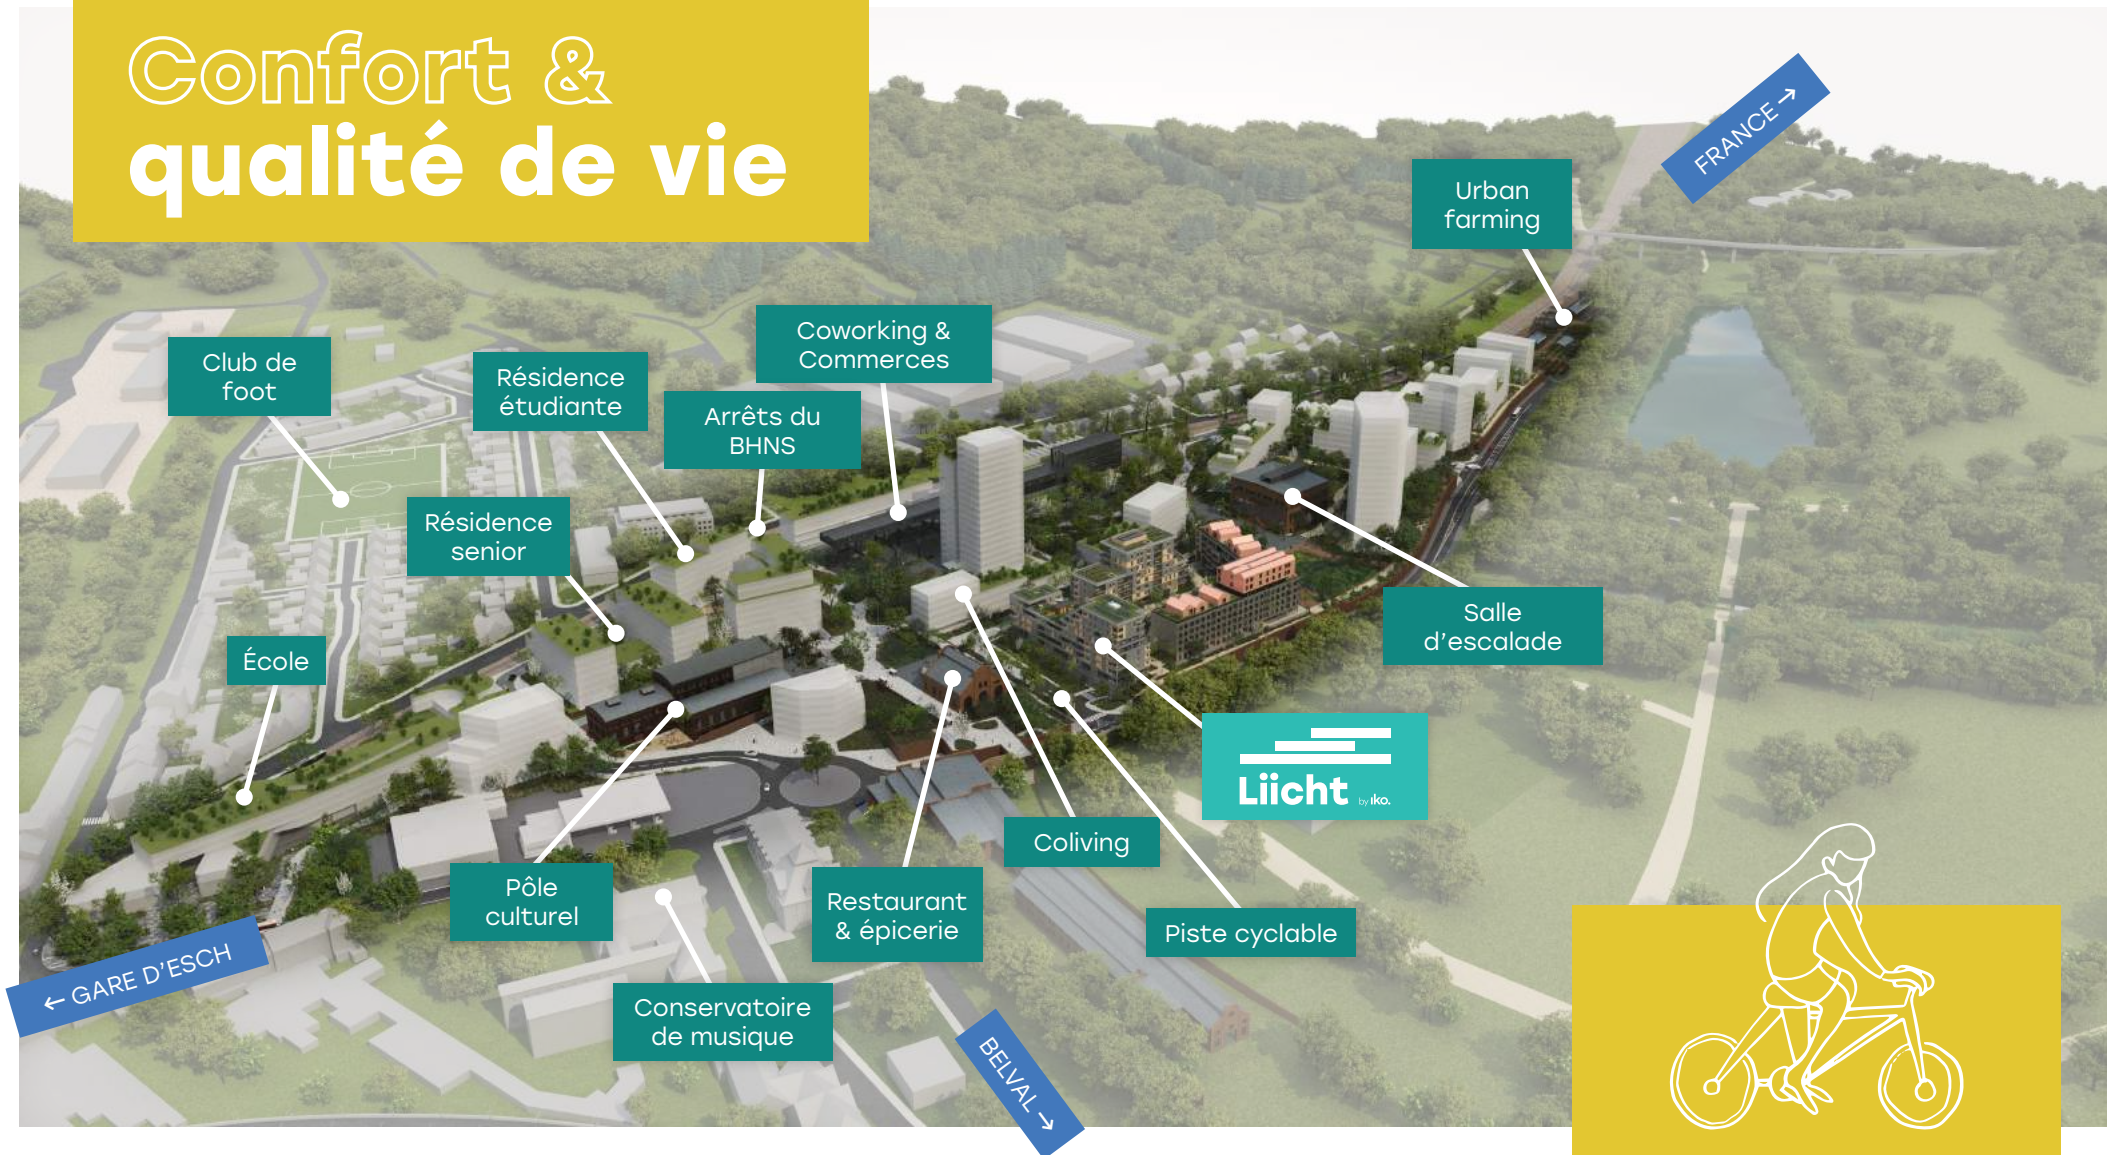 Confort &
qualité de vie
FRANCE →
Urban
farming
Coworking &
Commerces
Club de
foot
Résidence
étudiante
Arrêts du
BHNS
Résidence
senior
Salle
d’escalade
École
Liicht by iko.
Coliving
Pôle
culturel
Restaurant
& épicerie
Piste cyclable
← GARE D’ESCH
Conservatoire
de musique
BELVAL →